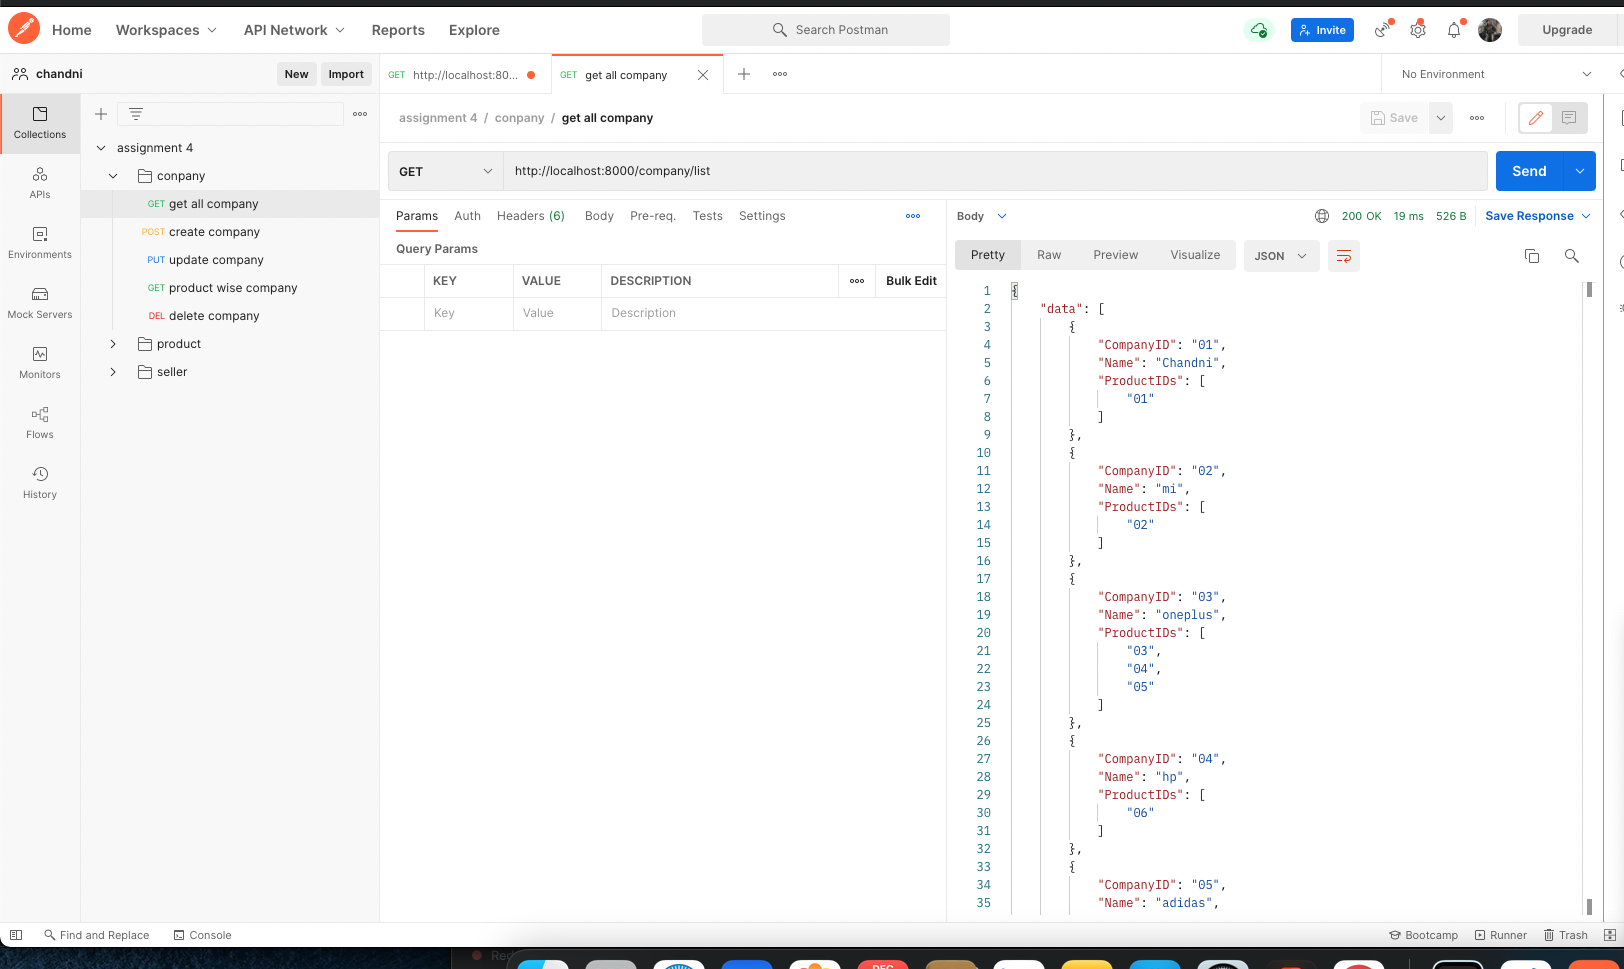 Home Workspaces API Network Reports Explore Search Postman Invite Upgrade
chandni New Import GET http://localhost:80... GET get all company No Environment
Collections
APIs
Environments
Mock Servers
Monitors
Flows
History
assignment 4
conpany
GET get all company
POST create company
PUT update company
GET product wise company
DEL delete company
product
seller
assignment 4 / conpany / get all company Save
GET http://localhost:8000/company/list Send
Params Auth Headers (6) Body Pre-req. Tests Settings
Query Params
KEY VALUE DESCRIPTION Bulk Edit
Key Value Description
Body 200 OK 19 ms 526 B Save Response
Pretty Raw Preview Visualize JSON
1 {
2 "data": [
3 {
4 "CompanyID": "01",
5 "Name": "Chandni",
6 "ProductIDs": [
7 "01"
8 ]
9 },
10 {
11 "CompanyID": "02",
12 "Name": "mi",
13 "ProductIDs": [
14 "02"
15 ]
16 },
17 {
18 "CompanyID": "03",
19 "Name": "oneplus",
20 "ProductIDs": [
21 "03",
22 "04",
23 "05"
24 ]
25 },
26 {
27 "CompanyID": "04",
28 "Name": "hp",
29 "ProductIDs": [
30 "06"
31 ]
32 },
33 {
34 "CompanyID": "05",
35 "Name": "adidas",
Find and Replace Console Bootcamp Runner Trash
DEC